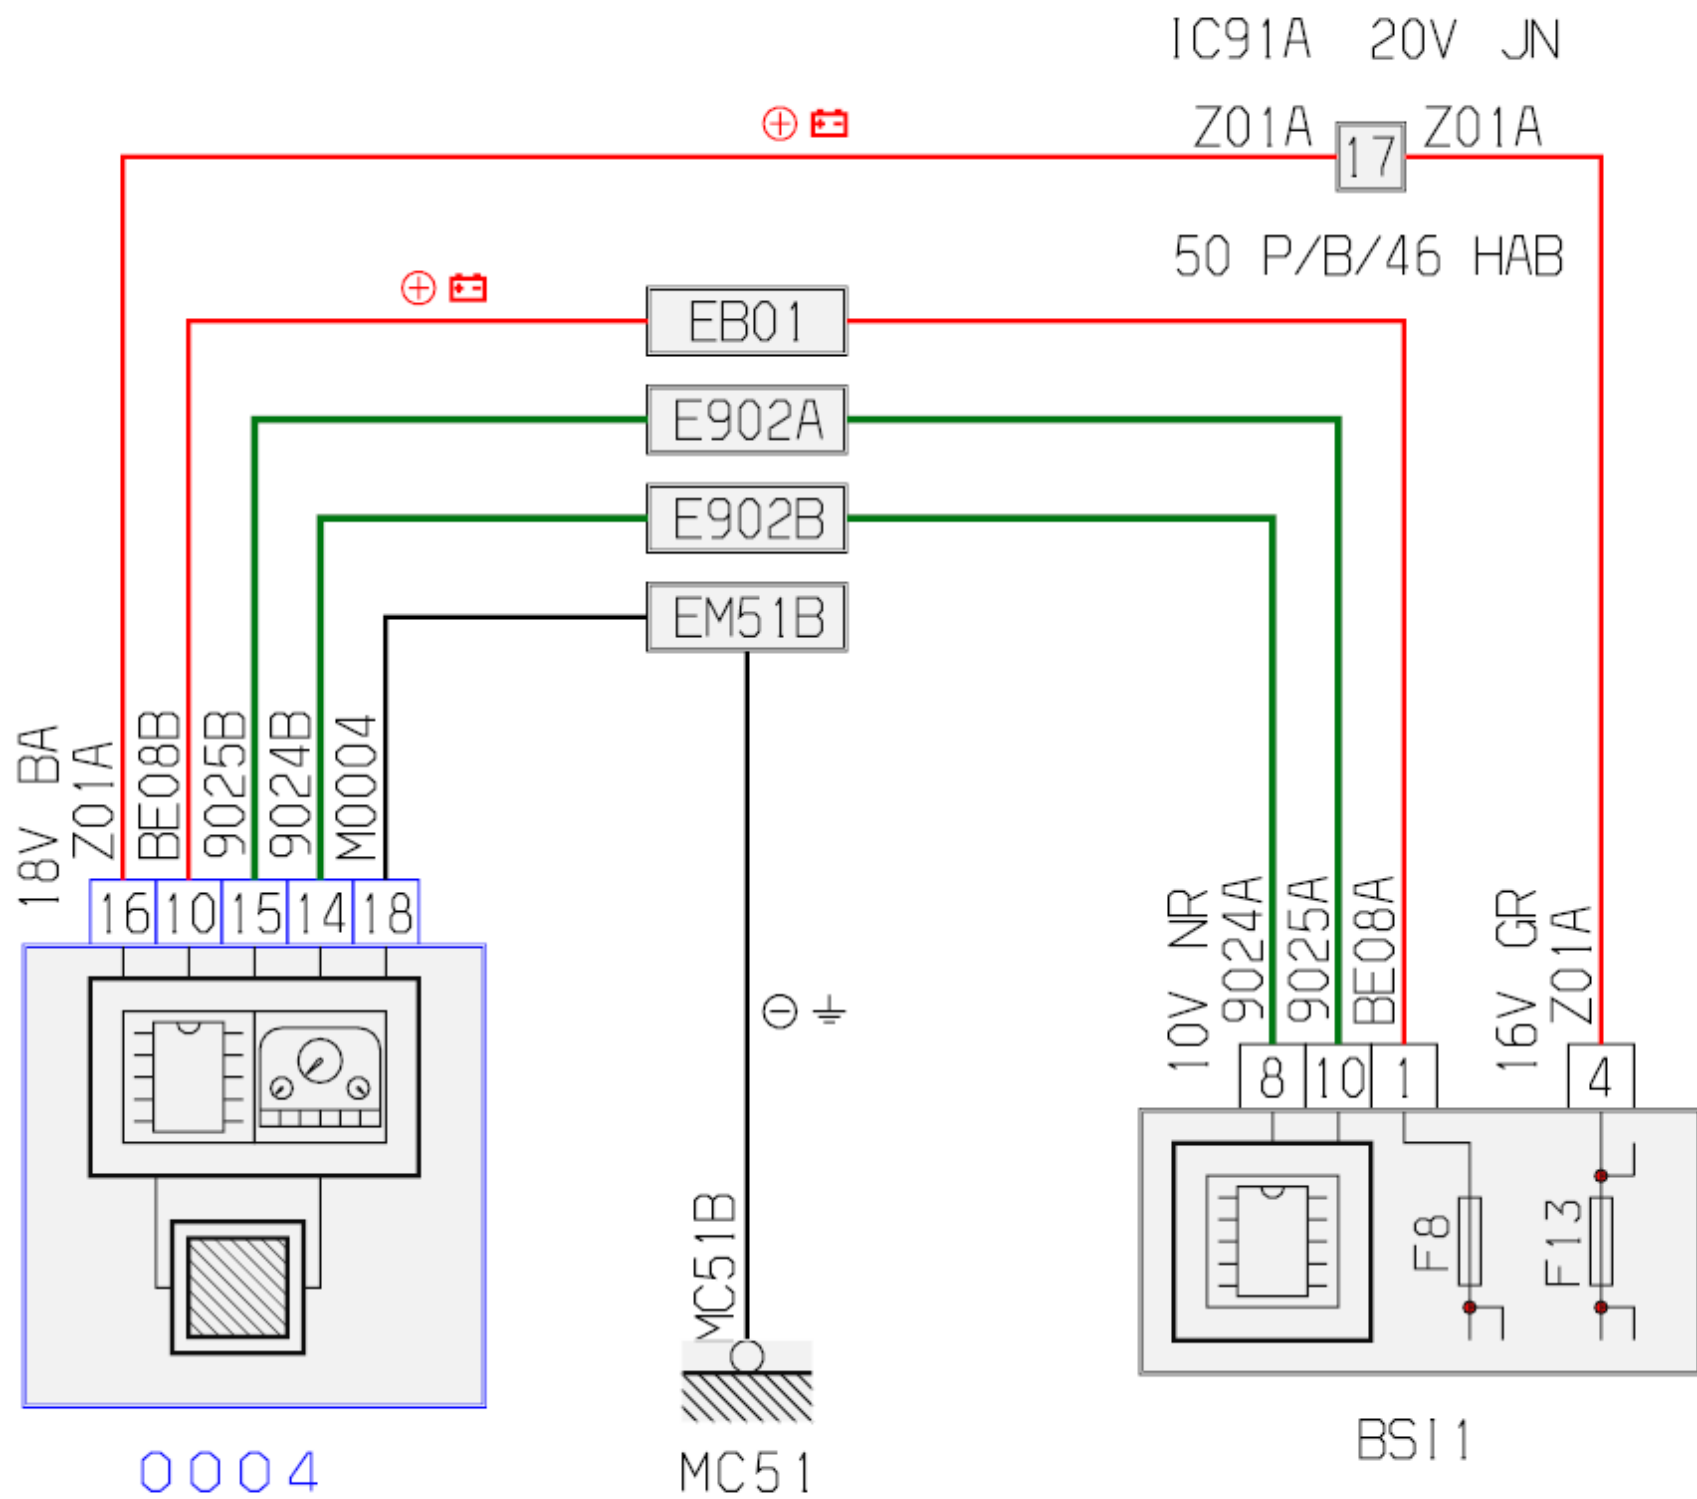 IC91A 20V JN
Z01A 17 Z01A
50 P/B/46 HAB
EB01
E902A
E902B
EM51B
18V BA
Z01A
BE08B
9025B
9024B
M0004
16 10 15 14 18
10V NR
9024A
9025A
BE08A
16V GR
Z01A
8 10 1 4
MC51B
F8
F13
0004
MC51
BSI1